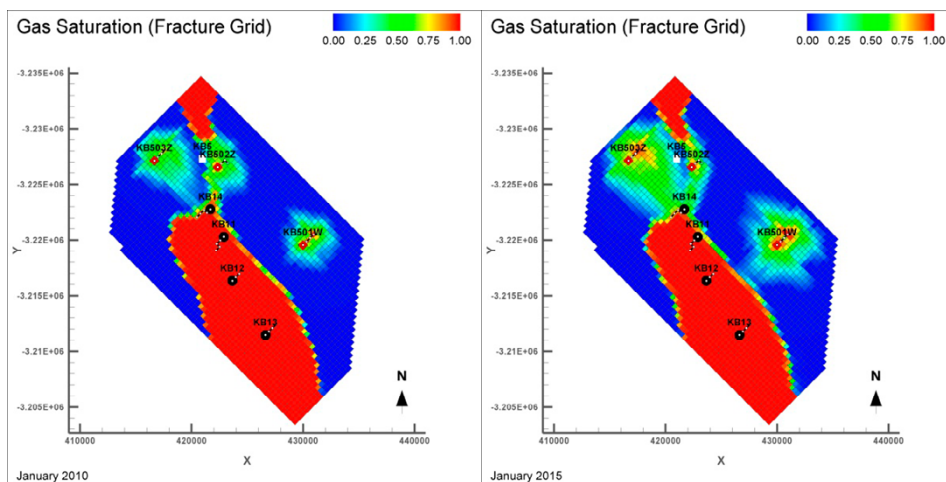 Gas Saturation (Fracture Grid)
0.00 0.25 0.50 0.75 1.00
-3.235E+06
-3.23E+06
-3.225E+06
-3.22E+06
-3.215E+06
-3.21E+06
-3.205E+06
Y
KB503Z
KB5
KB502Z
KB14
KB11
KB501W
KB12
KB13
N
410000 420000 430000 440000
X
January 2010
Gas Saturation (Fracture Grid)
0.00 0.25 0.50 0.75 1.00
-3.235E+06
-3.23E+06
-3.225E+06
-3.22E+06
-3.215E+06
-3.21E+06
-3.205E+06
Y
KB503Z
KB5
KB502Z
KB14
KB11
KB501W
KB12
KB13
N
410000 420000 430000 440000
X
January 2015